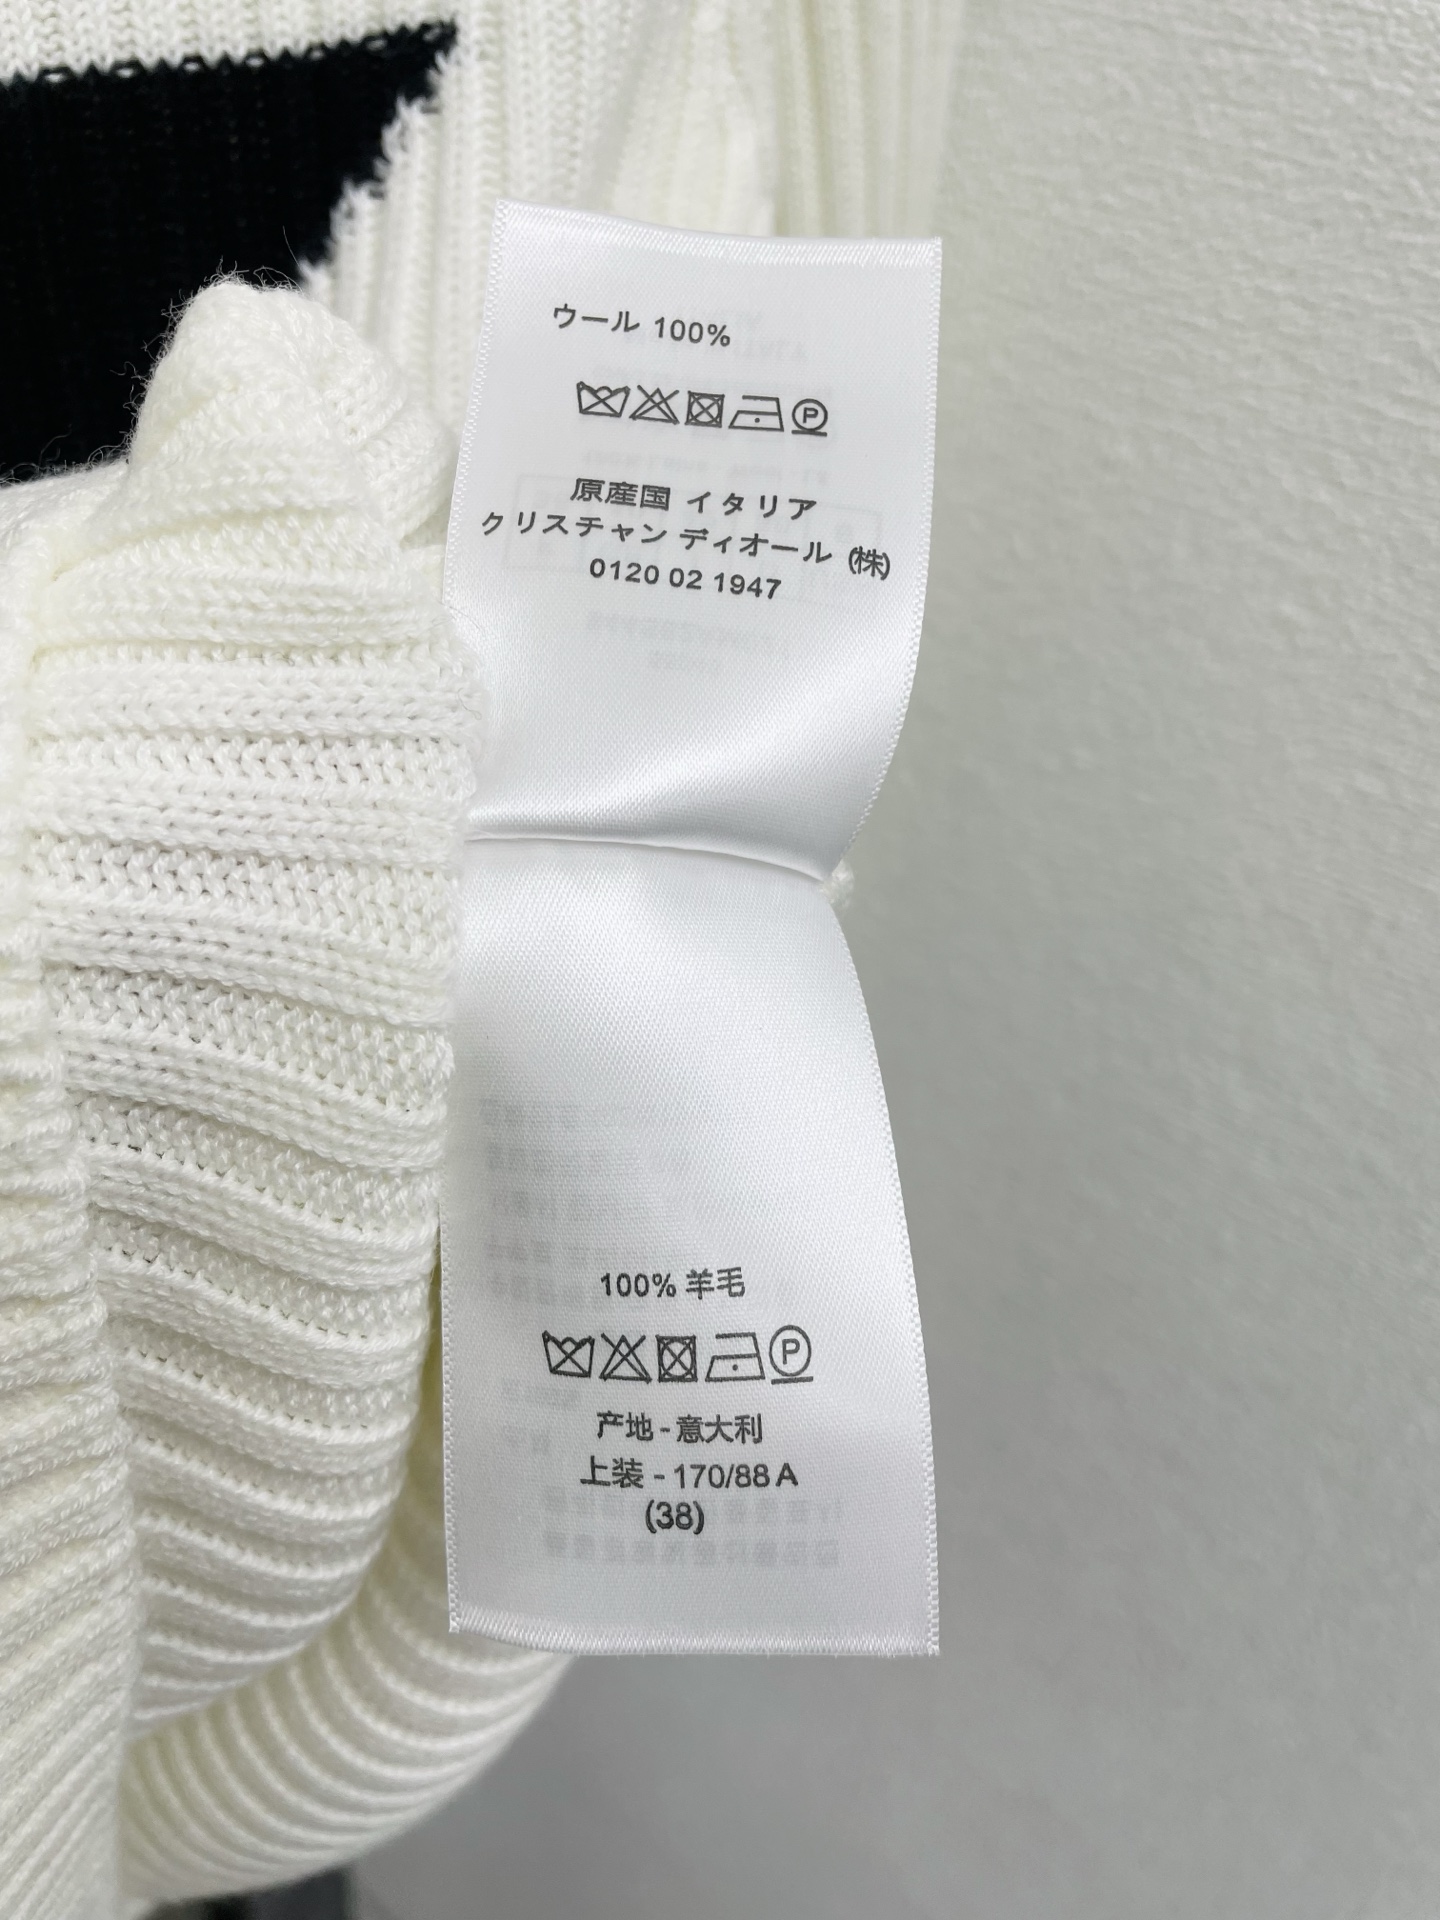 ウール 100%
P
原産国 イタリア
クリスチャン ディオール (株)
0120 02 1947
100% 羊毛
P
产地 - 意大利
上装 - 170/88 A
(38)